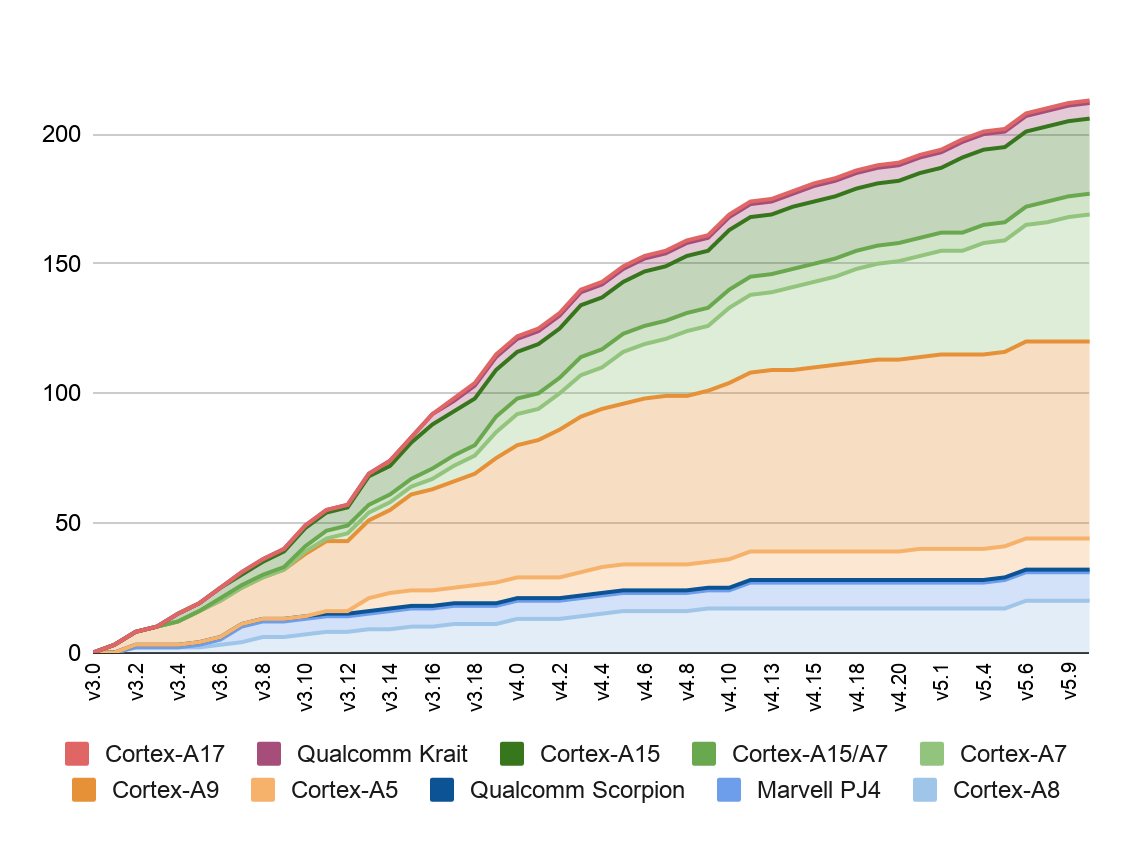 200
150
100
50
0
v3.0 v3.2 v3.4 v3.6 v3.8 v3.10 v3.12 v3.14 v3.16 v3.18 v4.0 v4.2 v4.4 v4.6 v4.8 v4.10 v4.13 v4.15 v4.18 v4.20 v5.1 v5.4 v5.6 v5.9
Cortex-A17 Qualcomm Krait Cortex-A15 Cortex-A15/A7 Cortex-A7
Cortex-A9 Cortex-A5 Qualcomm Scorpion Marvell PJ4 Cortex-A8